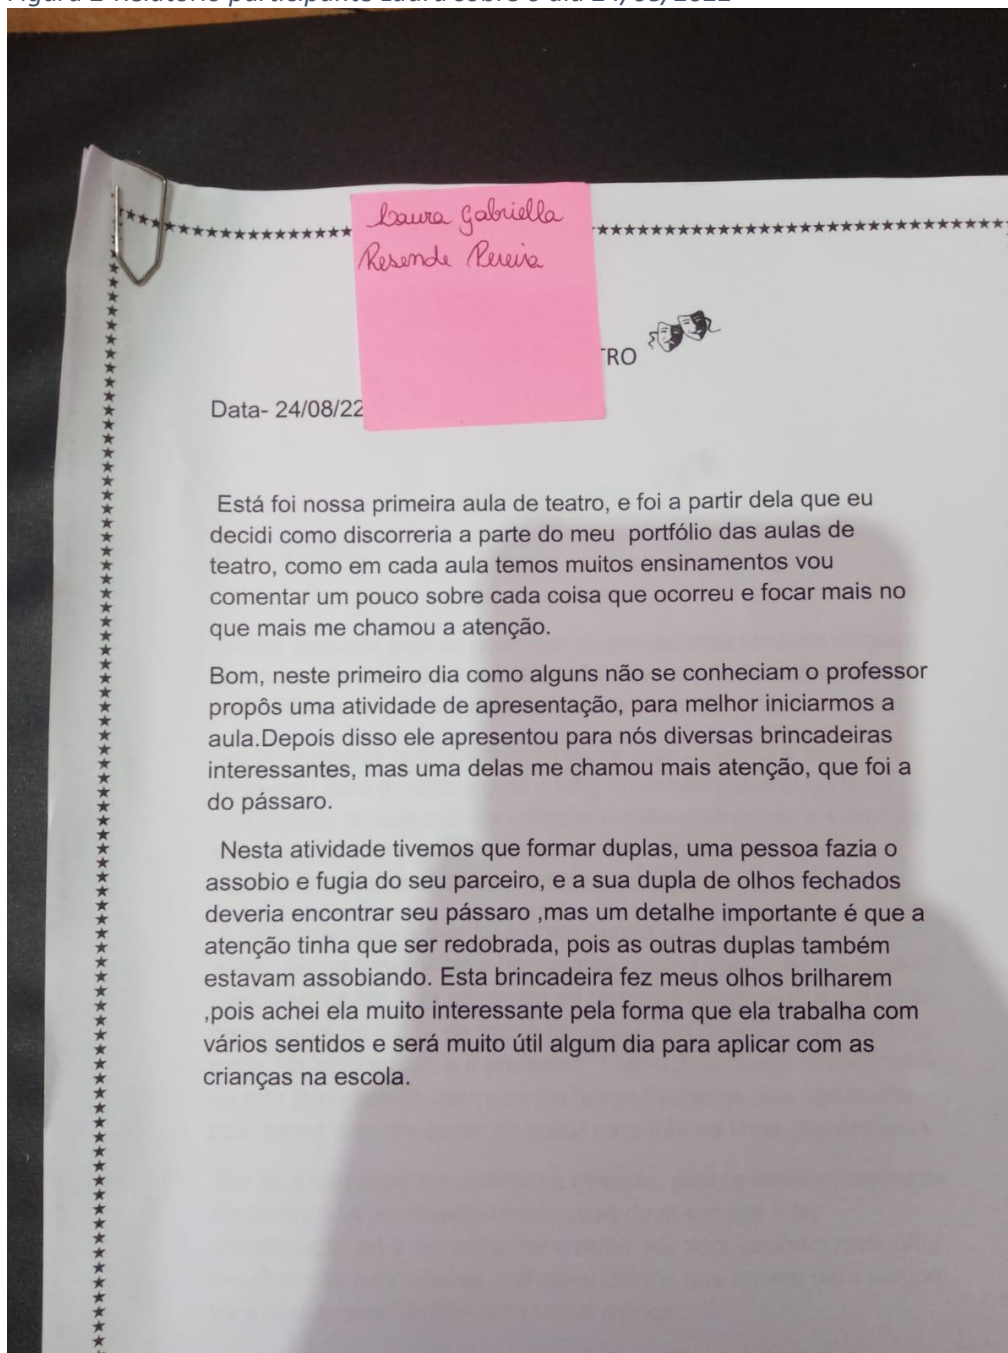 Laura Gabriella
Resende Pereira
TRO
Data- 24/08/22
Está foi nossa primeira aula de teatro, e foi a partir dela que eu
decidi como discorreria a parte do meu portfólio das aulas de
teatro, como em cada aula temos muitos ensinamentos vou
comentar um pouco sobre cada coisa que ocorreu e focar mais no
que mais me chamou a atenção.
Bom, neste primeiro dia como alguns não se conheciam o professor
propôs uma atividade de apresentação, para melhor iniciarmos a
aula.Depois disso ele apresentou para nós diversas brincadeiras
interessantes, mas uma delas me chamou mais atenção, que foi a
do pássaro.
Nesta atividade tivemos que formar duplas, uma pessoa fazia o
assobio e fugia do seu parceiro, e a sua dupla de olhos fechados
deveria encontrar seu pássaro ,mas um detalhe importante é que a
atenção tinha que ser redobrada, pois as outras duplas também
estavam assobiando. Esta brincadeira fez meus olhos brilharem
,pois achei ela muito interessante pela forma que ela trabalha com
vários sentidos e será muito útil algum dia para aplicar com as
crianças na escola.